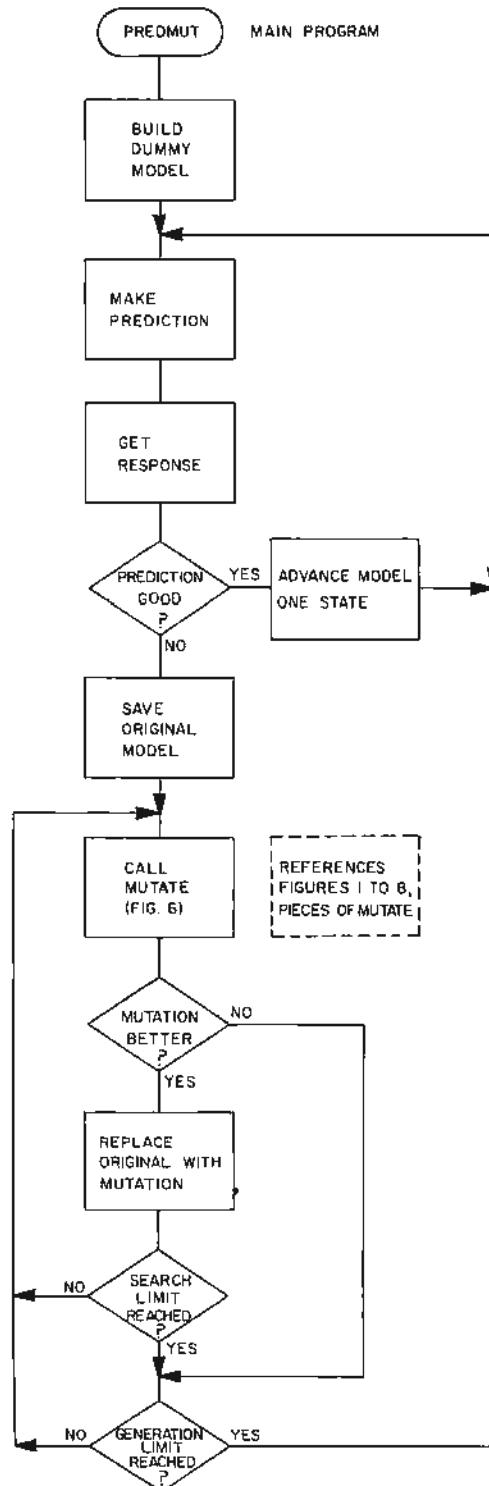 PREDMUT
MAIN PROGRAM
BUILD
DUMMY
MODEL
MAKE
PREDICTION
GET
RESPONSE
PREDICTION
GOOD
?
YES
ADVANCE MODEL
ONE STATE
NO
SAVE
ORIGINAL
MODEL
CALL
MUTATE
(FIG. 6)
REFERENCES
FIGURES 1 TO 8,
PIECES OF MUTATE
MUTATION
BETTER
?
NO
YES
REPLACE
ORIGINAL WITH
MUTATION
?
SEARCH
LIMIT
REACHED
?
NO
YES
GENERATION
LIMIT
REACHED
?
NO
YES